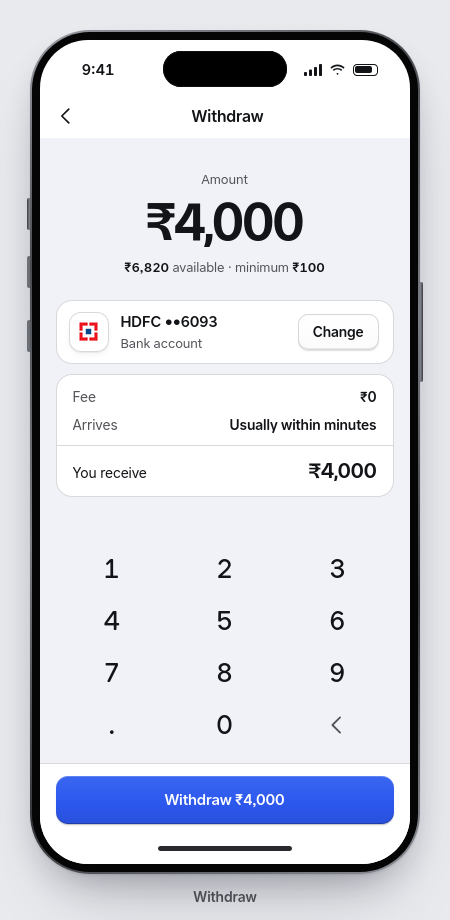 9:41
Withdraw
Amount
₹4,000
₹6,820 available · minimum ₹100
HDFC ••6093
Bank account
Change
Fee ₹0
Arrives Usually within minutes
You receive ₹4,000
1 2 3
4 5 6
7 8 9
. 0
Withdraw ₹4,000
Withdraw